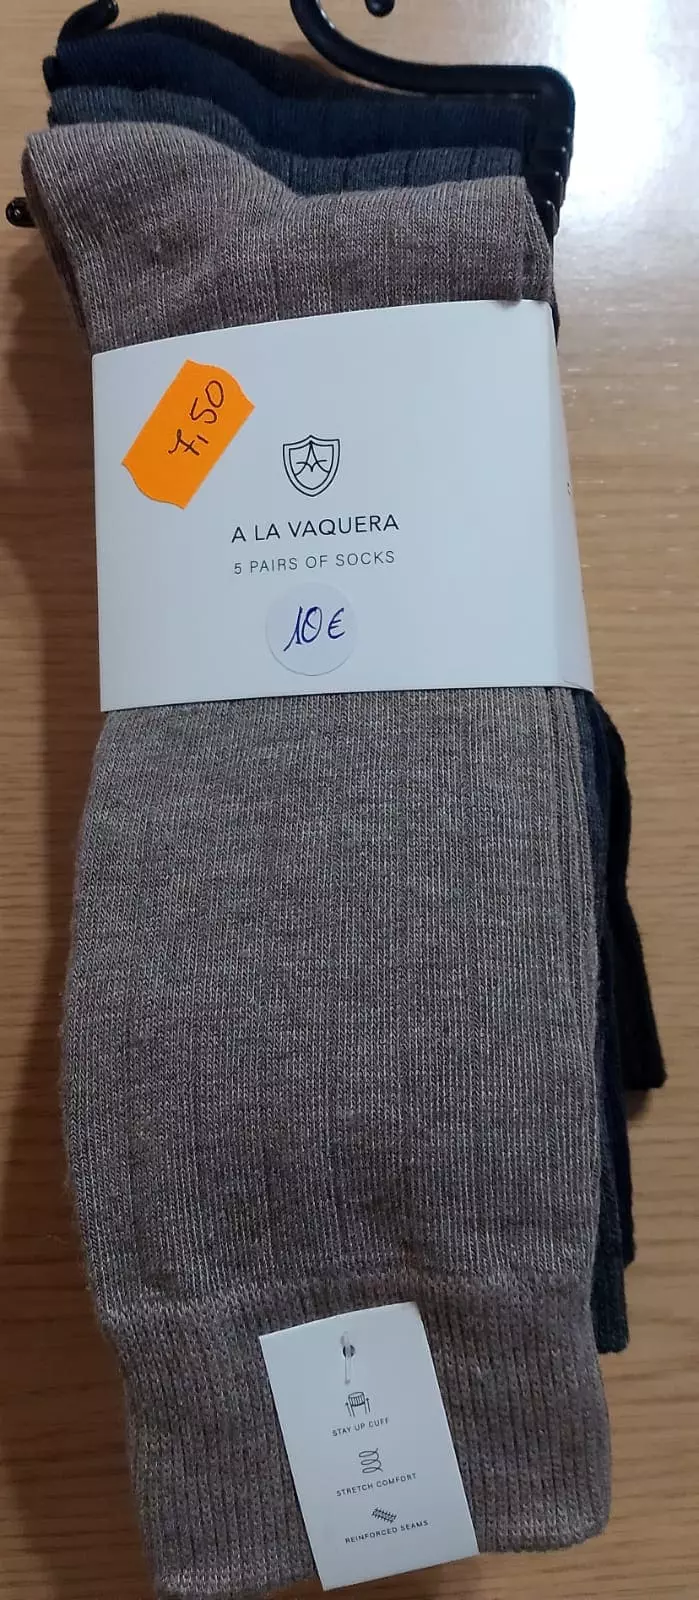 7,50
A LA VAQUERA
5 PAIRS OF SOCKS
10€
STAY UP CUFF
STRETCH COMFORT
REINFORCED SEAMS